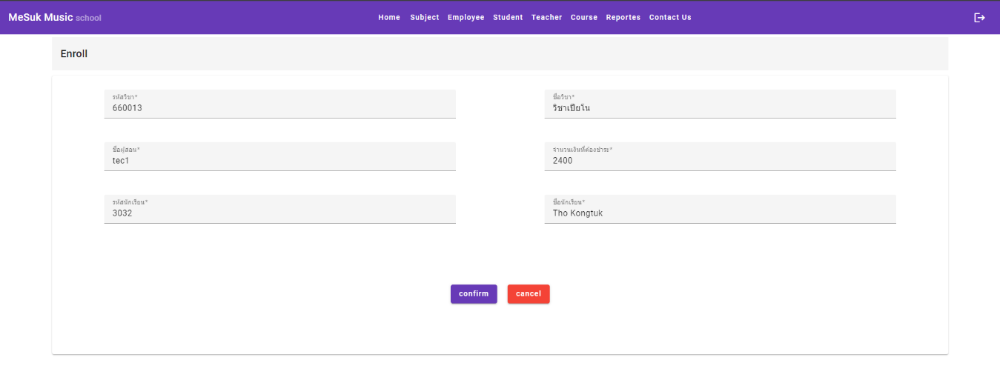 MeSuk Music school
Home Subject Employee Student Teacher Course Reportes Contact Us
Enroll
รหัสวิชา* ชื่อวิชา*
660013 วิชาเปียโน
ชื่อผู้สอน* จำนวนเงินที่ต้องชำระ*
tec1 2400
รหัสนักเรียน* ชื่อนักเรียน*
3032 Tho Kongtuk
confirm cancel